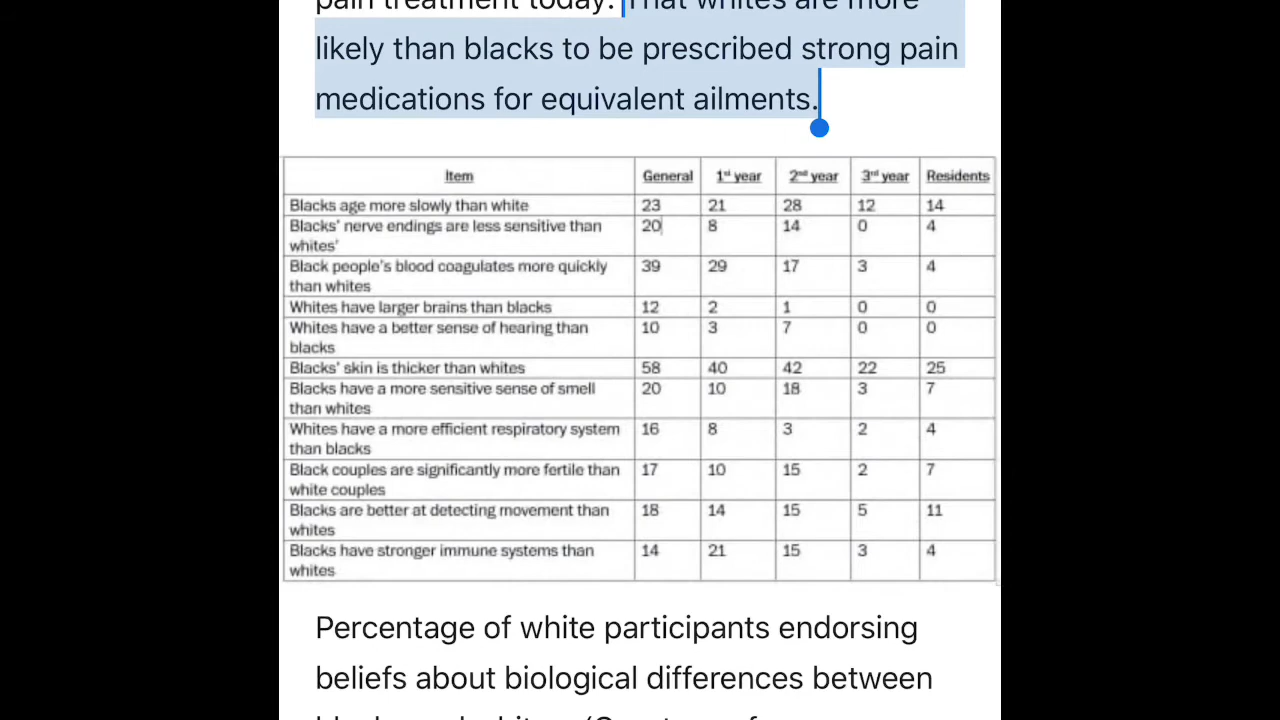 pain treatment today. That whites are more
likely than blacks to be prescribed strong pain
medications for equivalent ailments.
Item General 1st year 2nd year 3rd year Residents
Blacks age more slowly than white 23 21 28 12 14
Blacks' nerve endings are less sensitive than 20 8 14 0 4
whites'
Black people's blood coagulates more quickly 39 29 17 3 4
than whites
Whites have larger brains than blacks 12 2 1 0 0
Whites have a better sense of hearing than 10 3 7 0 0
blacks
Blacks' skin is thicker than whites 58 40 42 22 25
Blacks have a more sensitive sense of smell 20 10 18 3 7
than whites
Whites have a more efficient respiratory system 16 8 3 2 4
than blacks
Black couples are significantly more fertile than 17 10 15 2 7
white couples
Blacks are better at detecting movement than 18 14 15 5 11
whites
Blacks have stronger immune systems than 14 21 15 3 4
whites
Percentage of white participants endorsing
beliefs about biological differences between